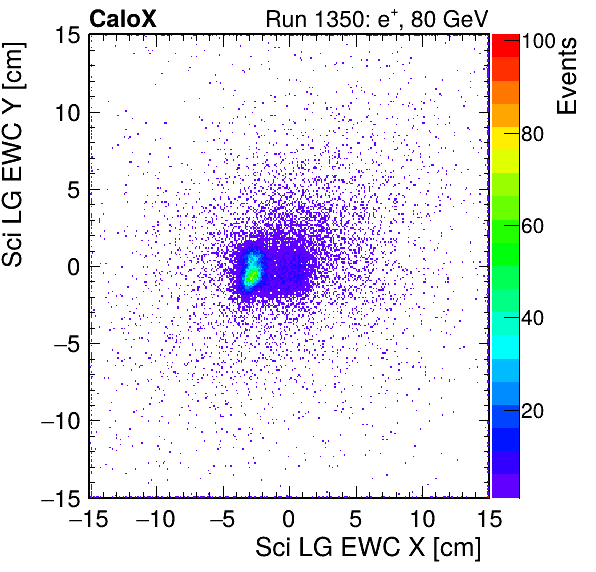 CaloX Run 1350: e+, 80 GeV
Sci LG EWC Y [cm]
15
10
5
0
−5
−10
−15
−15 −10 −5 0 5 10 15
Sci LG EWC X [cm]
100
80
60
40
20
Events